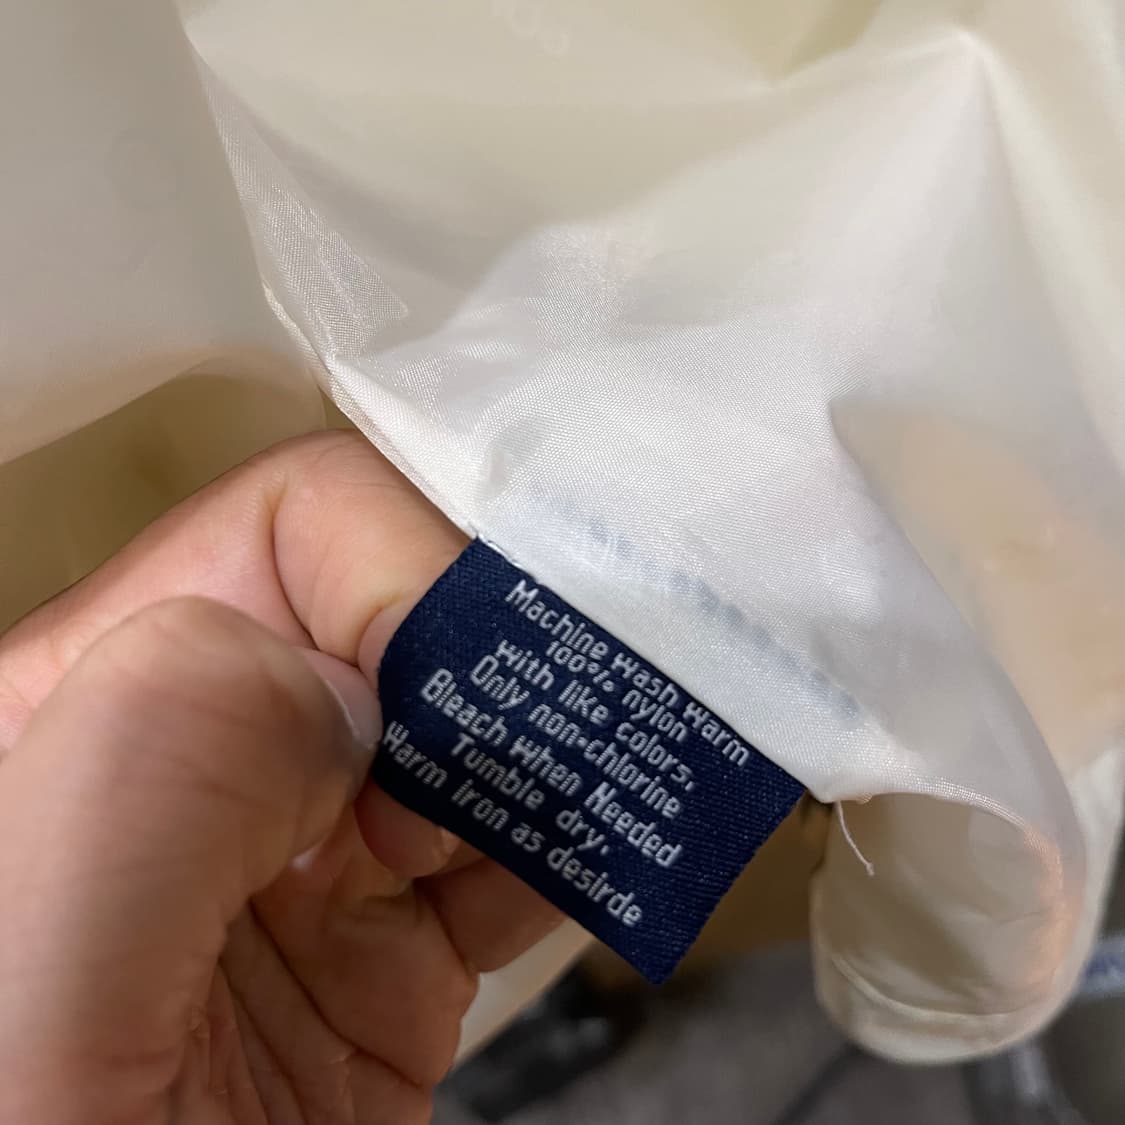 Machine wash warm
100% nylon
with like colors,
Only non-chlorine
Bleach when Needed
Tumble dry,
Warm iron as desirde